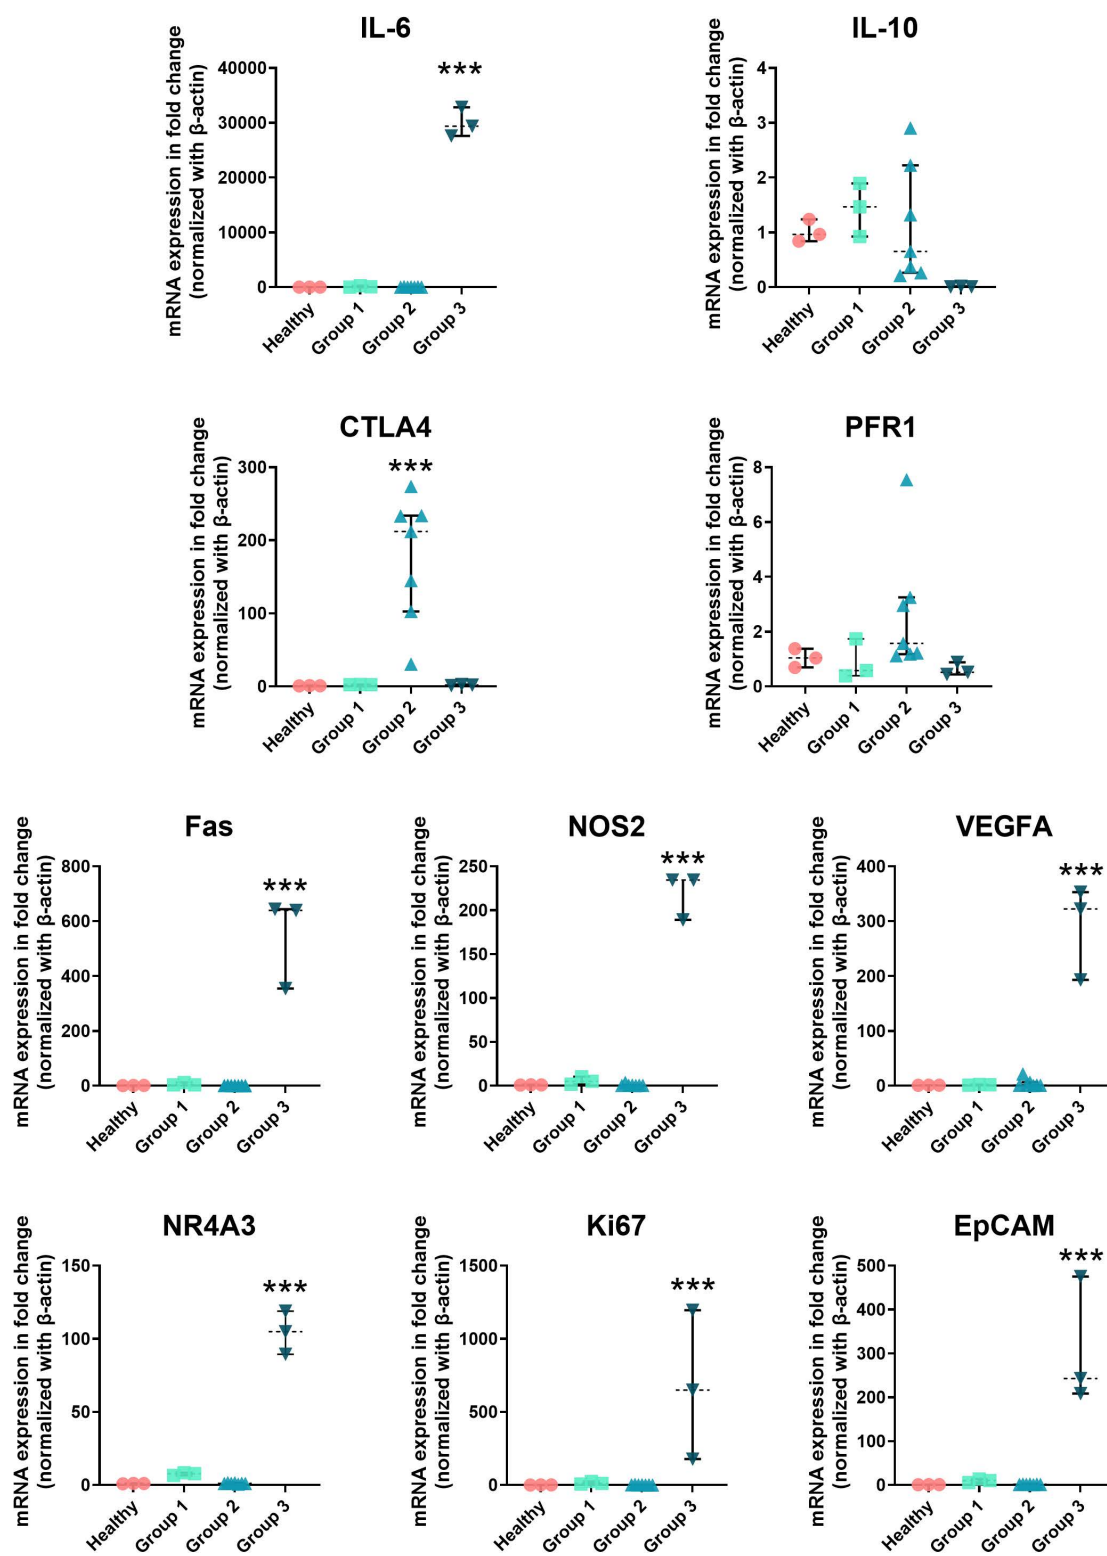 IL-6
mRNA expression in fold change
(normalized with β-actin)
40000
30000
20000
10000
0
***
Healthy
Group 1
Group 2
Group 3
IL-10
mRNA expression in fold change
(normalized with β-actin)
4
3
2
1
0
Healthy
Group 1
Group 2
Group 3
CTLA4
mRNA expression in fold change
(normalized with β-actin)
300
200
100
0
***
Healthy
Group 1
Group 2
Group 3
PFR1
mRNA expression in fold change
(normalized with β-actin)
8
6
4
2
0
Healthy
Group 1
Group 2
Group 3
Fas
mRNA expression in fold change
(normalized with β-actin)
800
600
400
200
0
***
Healthy
Group 1
Group 2
Group 3
NOS2
mRNA expression in fold change
(normalized with β-actin)
250
200
150
100
50
0
***
Healthy
Group 1
Group 2
Group 3
VEGFA
mRNA expression in fold change
(normalized with β-actin)
400
300
200
100
0
***
Healthy
Group 1
Group 2
Group 3
NR4A3
mRNA expression in fold change
(normalized with β-actin)
150
100
50
0
***
Healthy
Group 1
Group 2
Group 3
Ki67
mRNA expression in fold change
(normalized with β-actin)
1500
1000
500
0
***
Healthy
Group 1
Group 2
Group 3
EpCAM
mRNA expression in fold change
(normalized with β-actin)
500
400
300
200
100
0
***
Healthy
Group 1
Group 2
Group 3